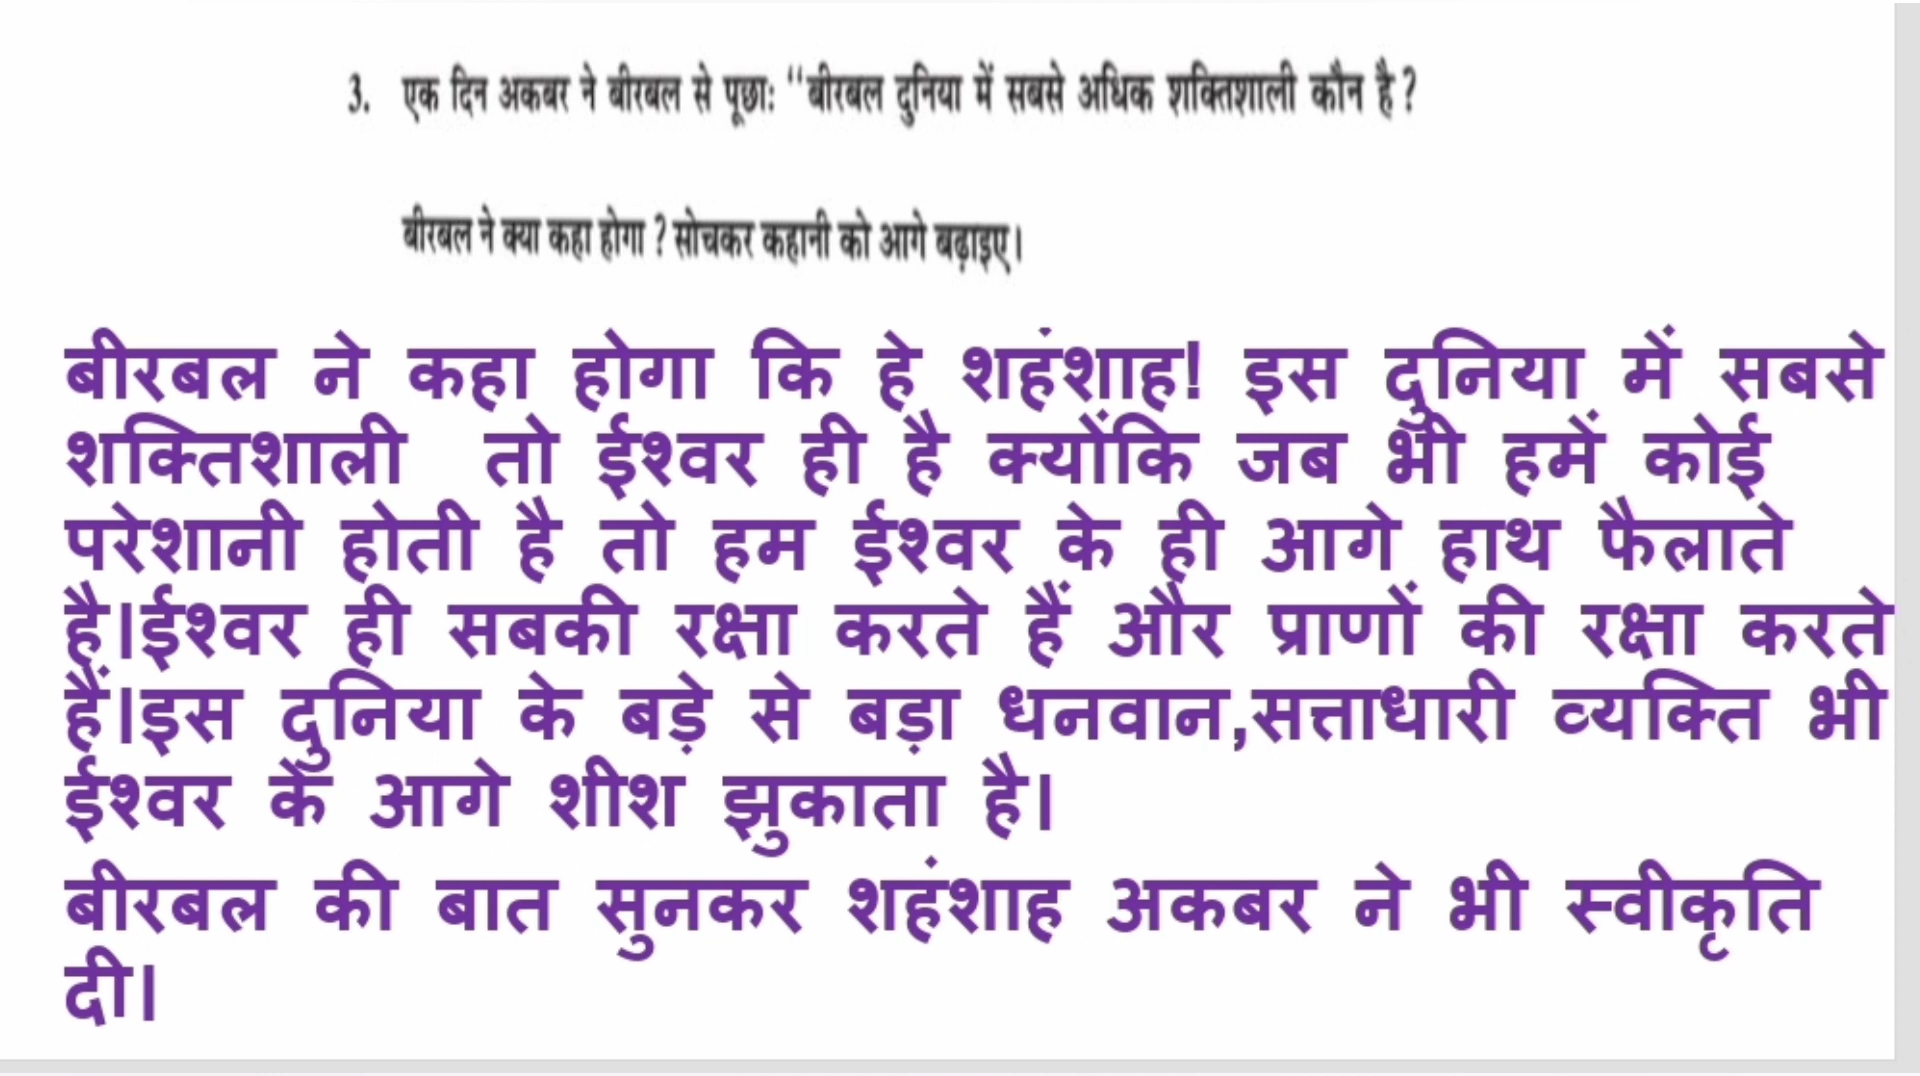 3. एक दिन अकबर ने बीरबल से पूछा: "बीरबल दुनिया में सबसे अधिक शक्तिशाली कौन है?
बीरबल ने क्या कहा होगा? सोचकर कहानी को आगे बढ़ाइए।
बीरबल ने कहा होगा कि हे शहंशाह! इस दुनिया में सबसे
शक्तिशाली तो ईश्वर ही है क्योंकि जब भी हमें कोई
परेशानी होती है तो हम ईश्वर के ही आगे हाथ फैलाते
है।ईश्वर ही सबकी रक्षा करते हैं और प्राणों की रक्षा करते
हैं।इस दुनिया के बड़े से बड़ा धनवान,सत्ताधारी व्यक्ति भी
ईश्वर के आगे शीश झुकाता है।
बीरबल की बात सुनकर शहंशाह अकबर ने भी स्वीकृति
दी।